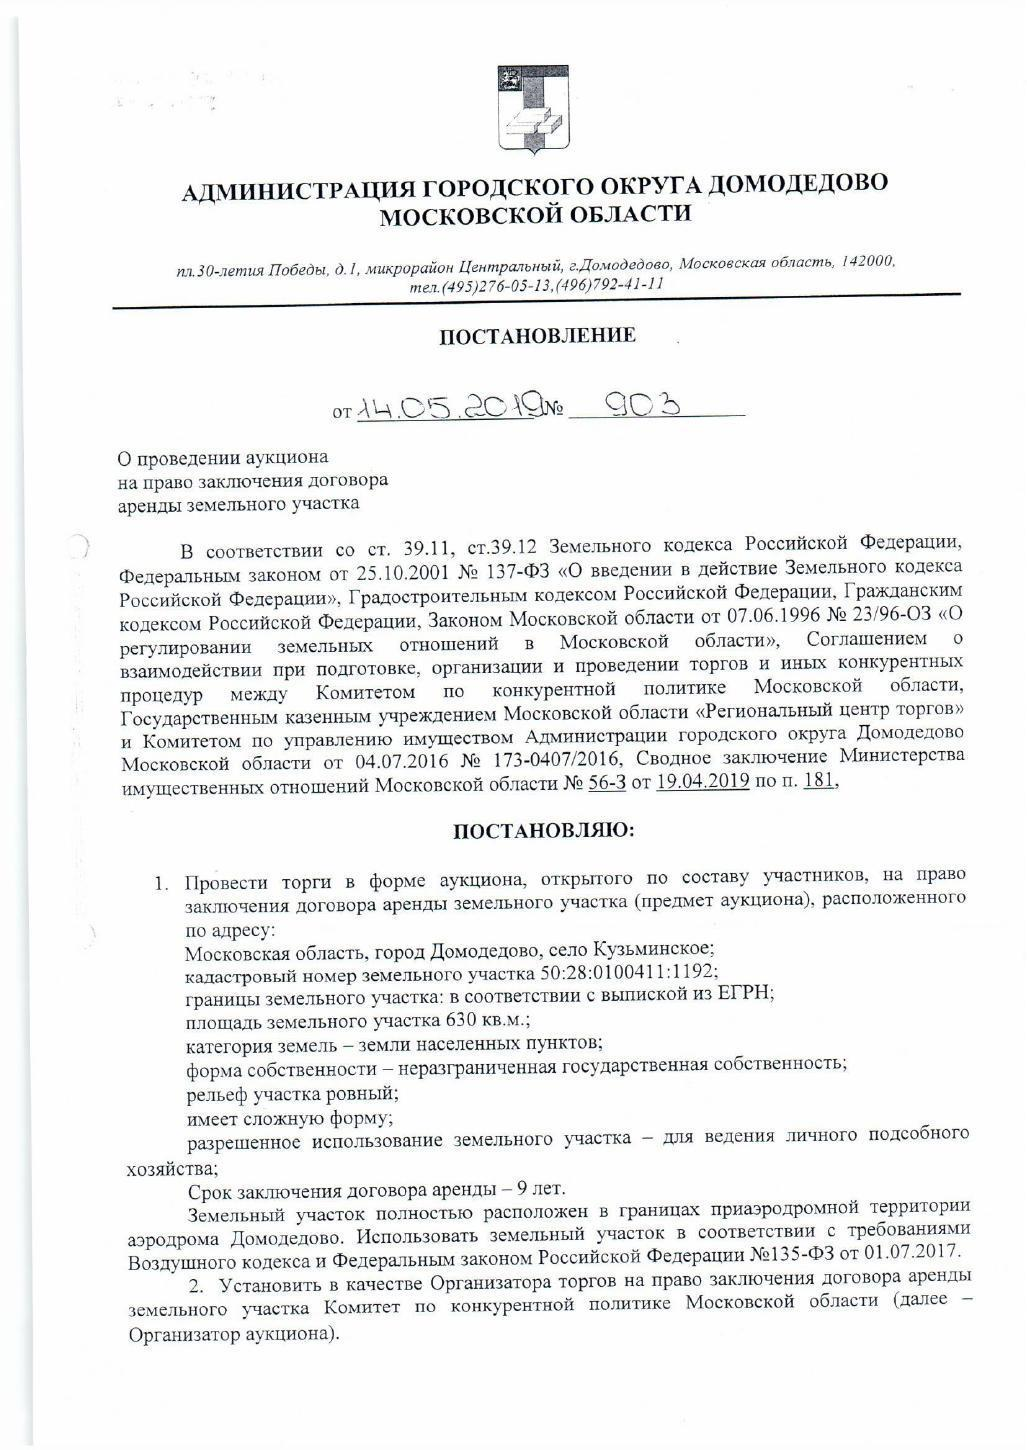 АДМИНИСТРАЦИЯ ГОРОДСКОГО ОКРУГА ДОМОДЕДОВО
МОСКОВСКОЙ ОБЛАСТИ
пл.30-летия Победы, д.1, микрорайон Центральный, г.Домодедово, Московская область, 142000,
тел.(495)276-05-13,(496)792-41-11
ПОСТАНОВЛЕНИЕ
от 14.05.2019 № 903
О проведении аукциона
на право заключения договора
аренды земельного участка
В соответствии со ст. 39.11, ст.39.12 Земельного кодекса Российской Федерации,
Федеральным законом от 25.10.2001 № 137-ФЗ «О введении в действие Земельного кодекса
Российской Федерации», Градостроительным кодексом Российской Федерации, Гражданским
кодексом Российской Федерации, Законом Московской области от 07.06.1996 № 23/96-ОЗ «О
регулировании земельных отношений в Московской области», Соглашением о
взаимодействии при подготовке, организации и проведении торгов и иных конкурентных
процедур между Комитетом по конкурентной политике Московской области,
Государственным казенным учреждением Московской области «Региональный центр торгов»
и Комитетом по управлению имуществом Администрации городского округа Домодедово
Московской области от 04.07.2016 № 173-0407/2016, Сводное заключение Министерства
имущественных отношений Московской области № 56-З от 19.04.2019 по п. 181,
ПОСТАНОВЛЯЮ:
1. Провести торги в форме аукциона, открытого по составу участников, на право
заключения договора аренды земельного участка (предмет аукциона), расположенного
по адресу:
Московская область, город Домодедово, село Кузьминское;
кадастровый номер земельного участка 50:28:0100411:1192;
границы земельного участка: в соответствии с выпиской из ЕГРН;
площадь земельного участка 630 кв.м.;
категория земель – земли населенных пунктов;
форма собственности – неразграниченная государственная собственность;
рельеф участка ровный;
имеет сложную форму;
разрешенное использование земельного участка – для ведения личного подсобного
хозяйства;
Срок заключения договора аренды – 9 лет.
Земельный участок полностью расположен в границах приаэродромной территории
аэродрома Домодедово. Использовать земельный участок в соответствии с требованиями
Воздушного кодекса и Федеральным законом Российской Федерации №135-ФЗ от 01.07.2017.
2. Установить в качестве Организатора торгов на право заключения договора аренды
земельного участка Комитет по конкурентной политике Московской области (далее –
Организатор аукциона).